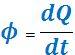 ϕ = dQ/dt